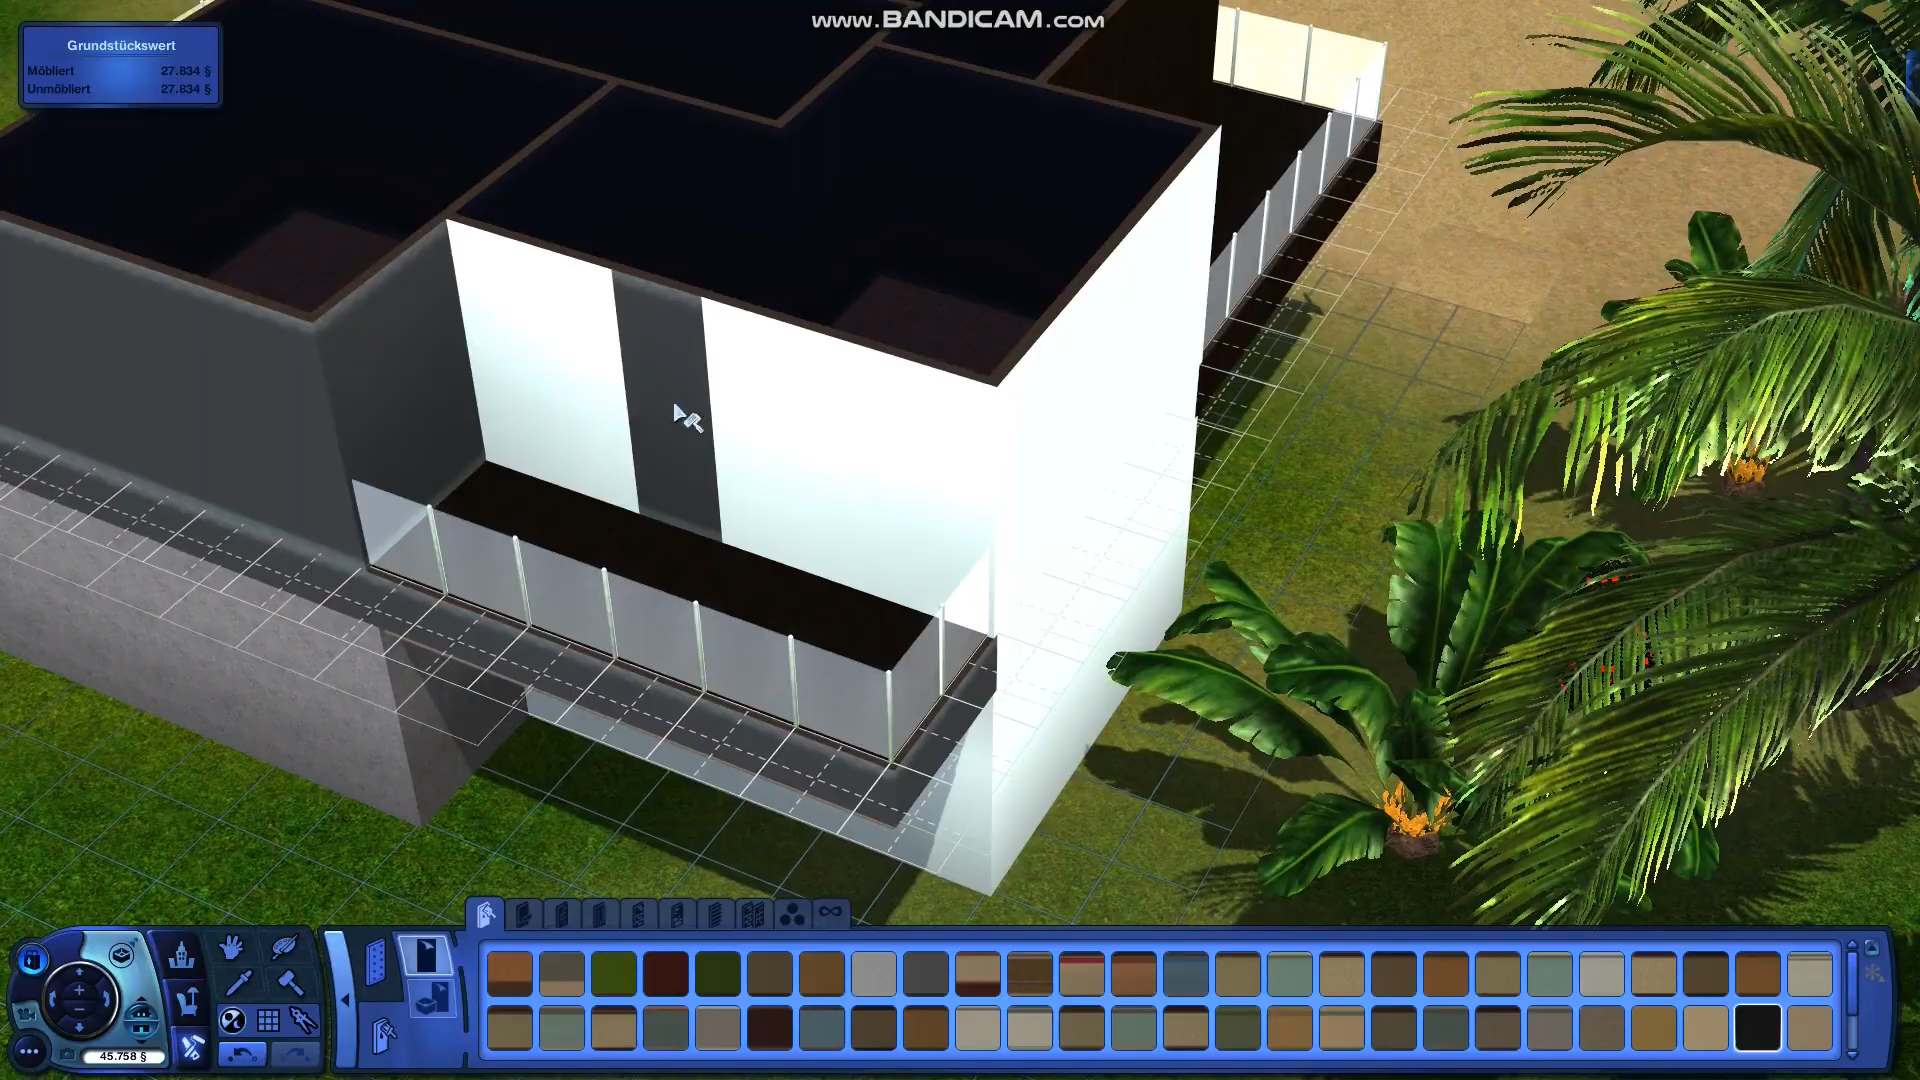 www.BANDICAM.com
Grundstückswert
Möbliert 27.834 §
Unmöbliert 27.834 §
45.758 §